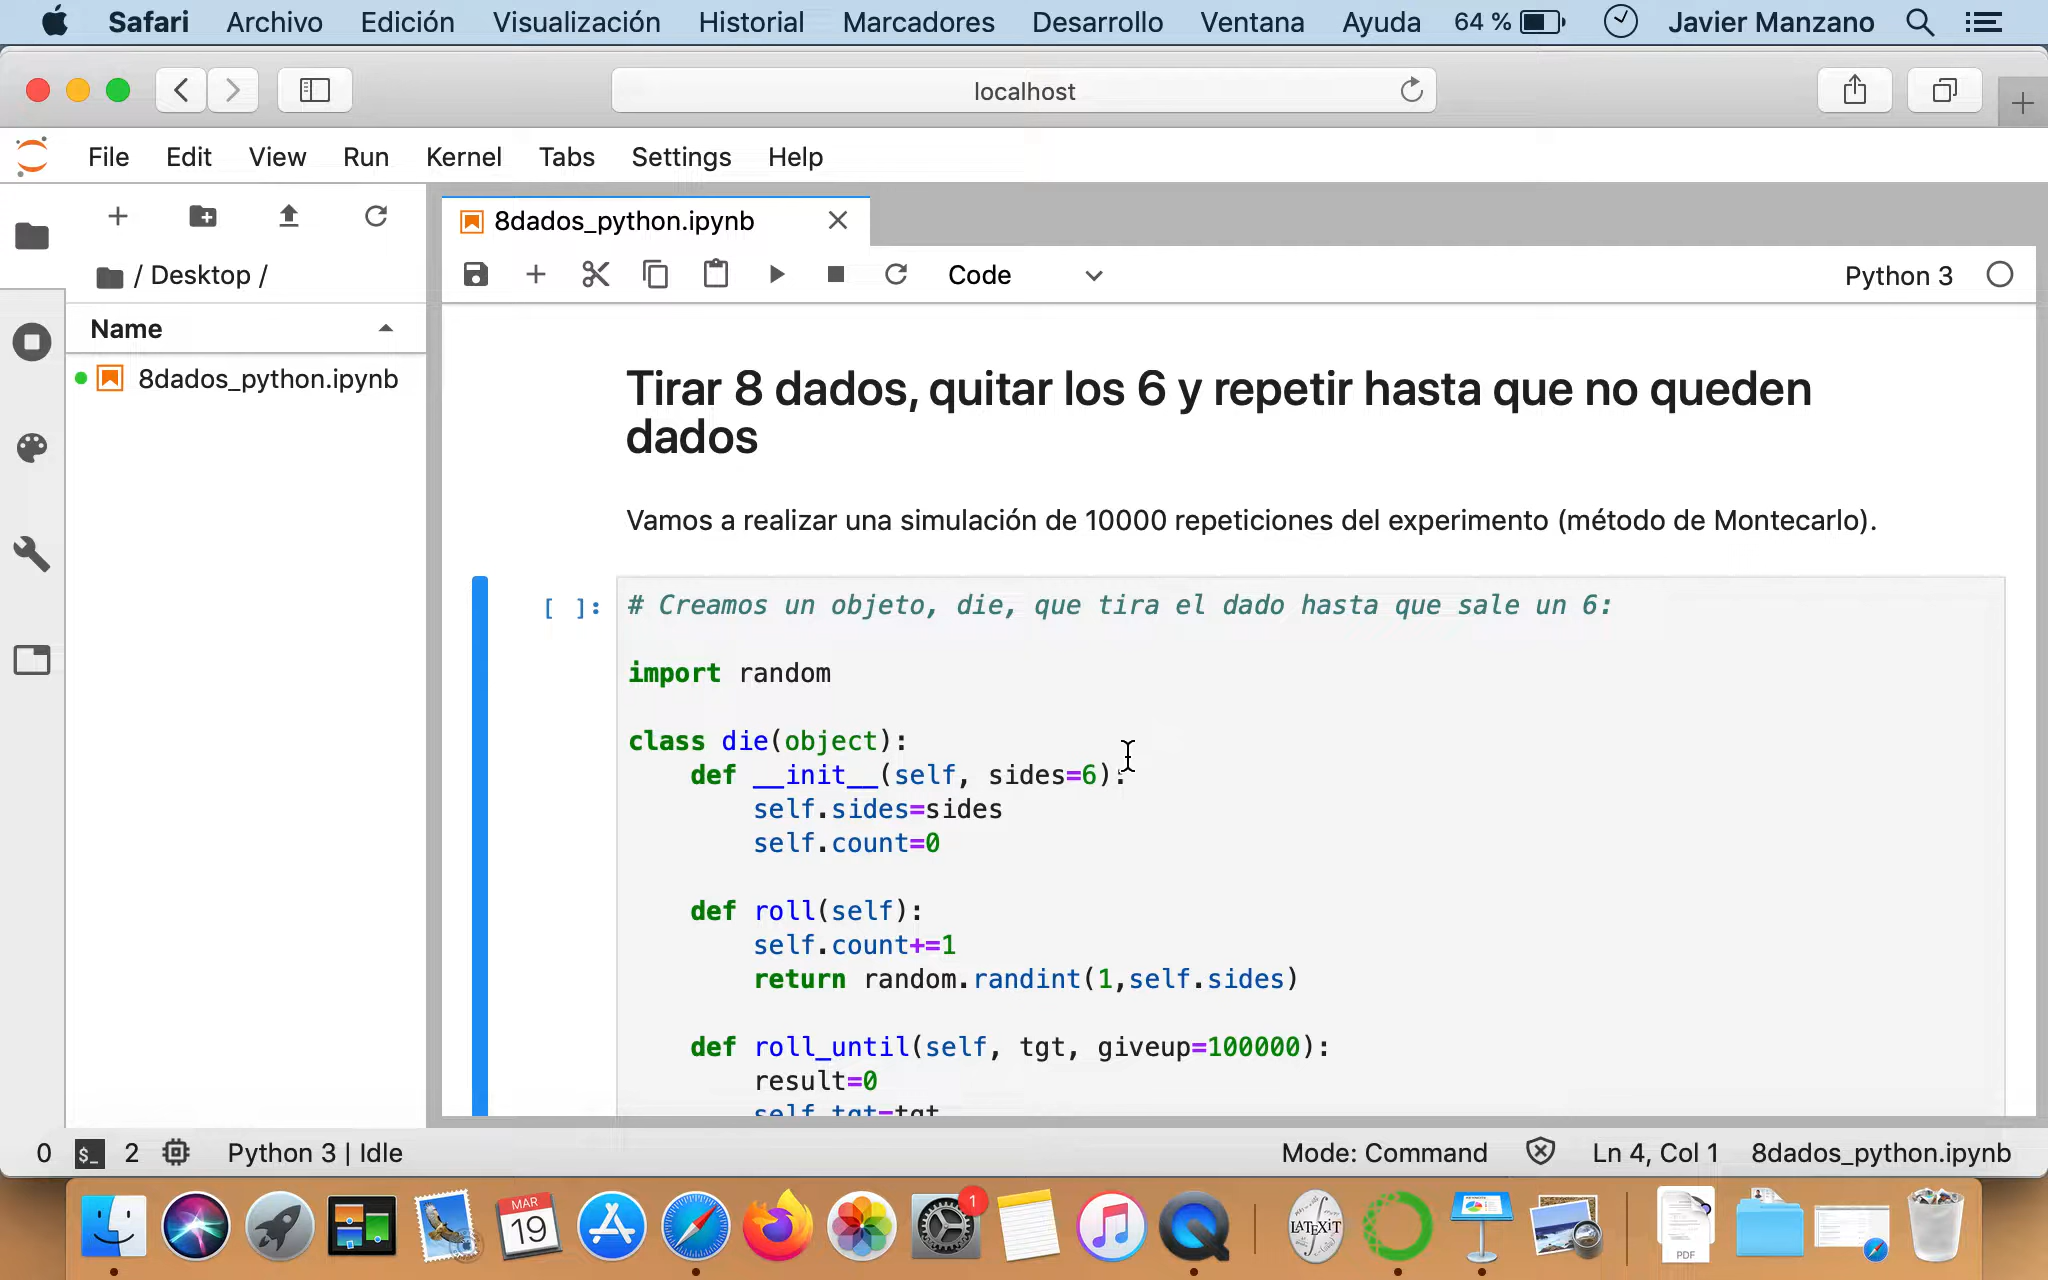 Safari Archivo Edición Visualización Historial Marcadores Desarrollo Ventana Ayuda 64 % Javier Manzano
localhost
File Edit View Run Kernel Tabs Settings Help
8dados_python.ipynb
/ Desktop /
Code
Python 3
Name
8dados_python.ipynb
Tirar 8 dados, quitar los 6 y repetir hasta que no queden
dados
Vamos a realizar una simulación de 10000 repeticiones del experimento (método de Montecarlo).
[ ]: # Creamos un objeto, die, que tira el dado hasta que sale un 6:
import random
class die(object):
def __init__(self, sides=6):
self.sides=sides
self.count=0
def roll(self):
self.count+=1
return random.randint(1,self.sides)
def roll_until(self, tgt, giveup=100000):
result=0
self.tgt=tgt
0 $_ 2 Python 3 | Idle
Mode: Command Ln 4, Col 1 8dados_python.ipynb
MAR
19
1
LATEXiT
PDF